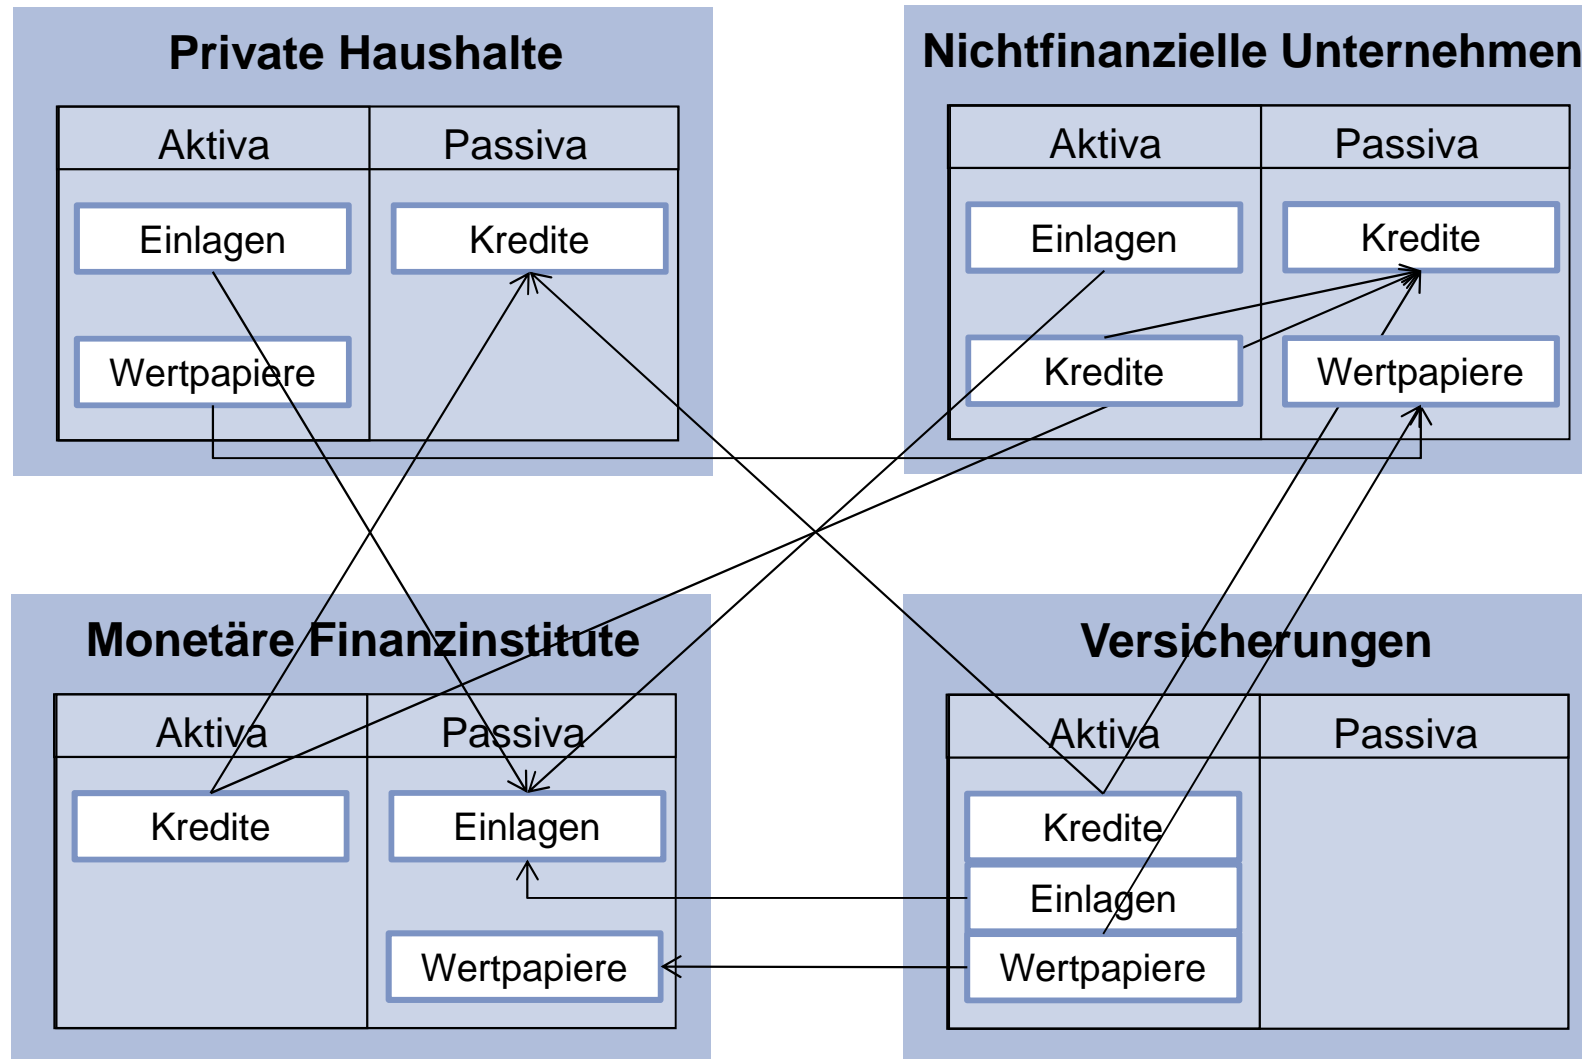 Private Haushalte
Aktiva
Passiva
Einlagen
Kredite
Wertpapiere
Nichtfinanzielle Unternehmen
Aktiva
Passiva
Einlagen
Kredite
Kredite
Wertpapiere
Monetäre Finanzinstitute
Aktiva
Passiva
Kredite
Einlagen
Wertpapiere
Versicherungen
Aktiva
Passiva
Kredite
Einlagen
Wertpapiere